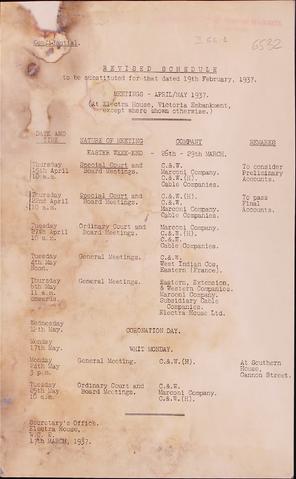 Confidential.
6532
REVISED SCHEDULE
to be substituted for that dated 19th February, 1937.
MEETINGS - APRIL/MAY 1937.
(At Electra House, Victoria Embankment,
except where shown otherwise.)
DATE AND TIME NATURE OF MEETING COMPANY REMARKS
EASTER WEEK-END - 26th - 29th MARCH.
Thursday Special Court and C.&W. To consider
15th April Board Meetings. Marconi Company. Preliminary
10 a.m. C.&W.(H). Accounts.
Cable Companies.
Thursday Special Court and C.&W.(H). To pass
22nd April Board Meetings. C.&W. Final
10 a.m. Marconi Company. Accounts.
Cable Companies.
Tuesday Ordinary Court and Marconi Company.
27th April Board Meetings. C.&W.(H).
10 a.m. C.&W.
Cable Companies.
Tuesday General Meetings. C.&W.
4th May West Indian Cos.
Noon. Eastern (France).
Thursday General Meetings. Eastern, Extension,
6th May & Western Companies.
11 a.m. Marconi Company.
onwards. Subsidiary Cable
Companies.
Electra House Ltd.
Wednesday
12th May. CORONATION DAY.
Monday
17th May. WHIT MONDAY.
Monday General Meeting. C.&W.(H). At Southern
24th May House,
3 p.m. Cannon Street.
Tuesday Ordinary Court and C.&W.
25th May Board Meetings. Marconi Company.
10 a.m. C.&W.(H).
Secretary's Office.
Electra House,
W.C. 2.
17th MARCH, 1937.